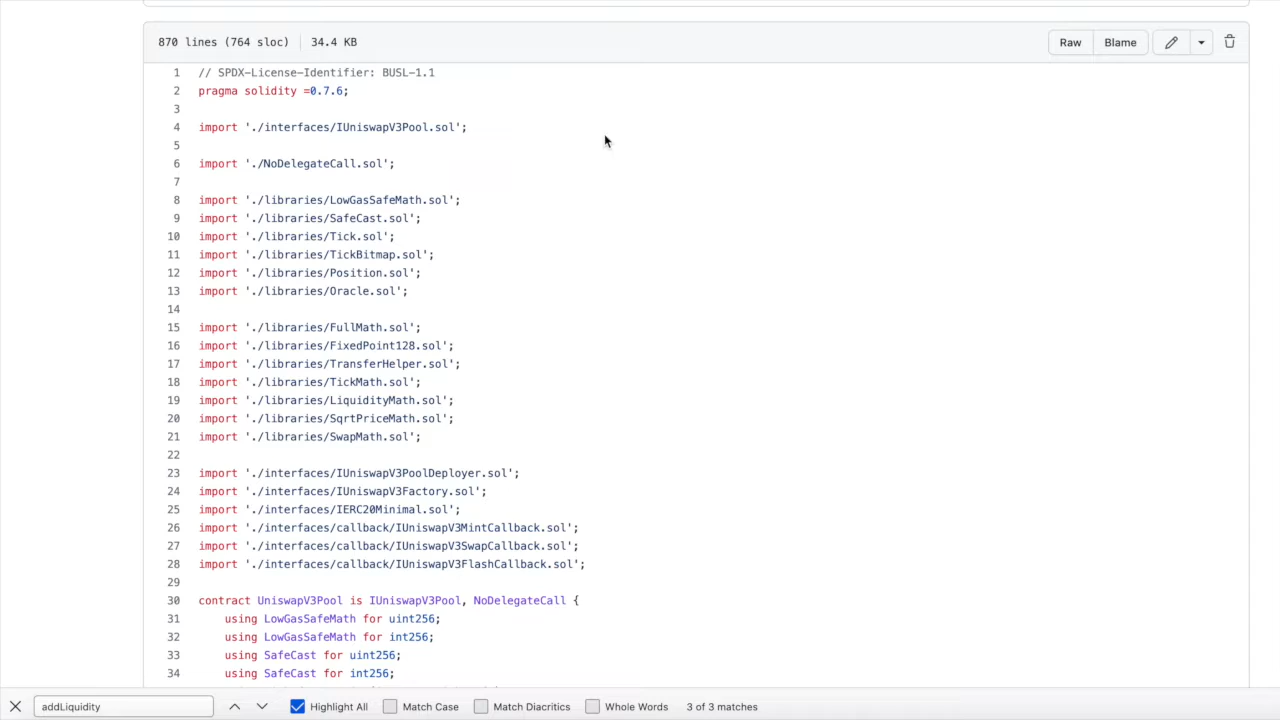 870 lines (764 sloc) 34.4 KB Raw Blame
1 // SPDX-License-Identifier: BUSL-1.1
2 pragma solidity =0.7.6;
3
4 import './interfaces/IUniswapV3Pool.sol';
5
6 import './NoDelegateCall.sol';
7
8 import './libraries/LowGasSafeMath.sol';
9 import './libraries/SafeCast.sol';
10 import './libraries/Tick.sol';
11 import './libraries/TickBitmap.sol';
12 import './libraries/Position.sol';
13 import './libraries/Oracle.sol';
14
15 import './libraries/FullMath.sol';
16 import './libraries/FixedPoint128.sol';
17 import './libraries/TransferHelper.sol';
18 import './libraries/TickMath.sol';
19 import './libraries/LiquidityMath.sol';
20 import './libraries/SqrtPriceMath.sol';
21 import './libraries/SwapMath.sol';
22
23 import './interfaces/IUniswapV3PoolDeployer.sol';
24 import './interfaces/IUniswapV3Factory.sol';
25 import './interfaces/IERC20Minimal.sol';
26 import './interfaces/callback/IUniswapV3MintCallback.sol';
27 import './interfaces/callback/IUniswapV3SwapCallback.sol';
28 import './interfaces/callback/IUniswapV3FlashCallback.sol';
29
30 contract UniswapV3Pool is IUniswapV3Pool, NoDelegateCall {
31 using LowGasSafeMath for uint256;
32 using LowGasSafeMath for int256;
33 using SafeCast for uint256;
34 using SafeCast for int256;
addLiquidity Highlight All Match Case Match Diacritics Whole Words 3 of 3 matches